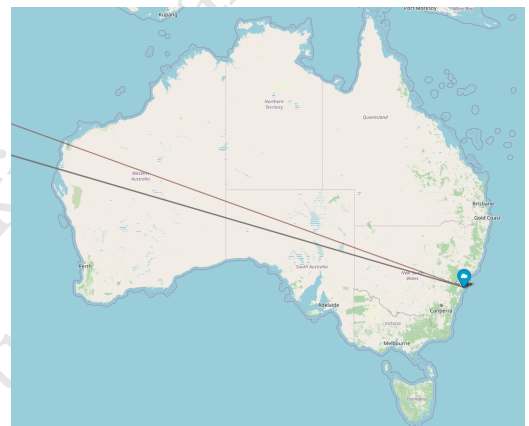 Kupang
Port Moresby
Northern
Territory
Queensland
Western
Australia
Brisbane
Gold Coast
South Australia
New South
Wales
Perth
Adelaide
Canberra
Victoria
Melbourne
Tasmania